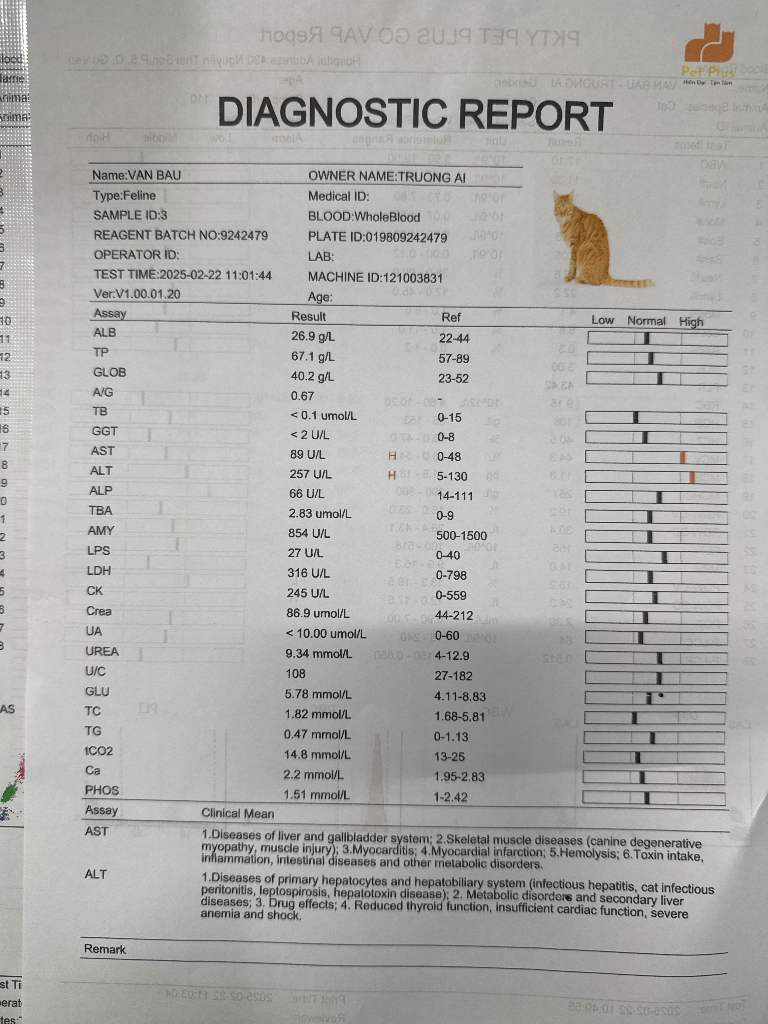 Pet Plus
Hiện Đại - Tận Tâm
DIAGNOSTIC REPORT
Name:VAN BAU OWNER NAME:TRUONG AI
Type:Feline Medical ID:
SAMPLE ID:3 BLOOD:WholeBlood
REAGENT BATCH NO:9242479 PLATE ID:019809242479
OPERATOR ID: LAB:
TEST TIME:2025-02-22 11:01:44 MACHINE ID:121003831
Ver:V1.00.01.20 Age:
Assay Result Ref Low Normal High
ALB 26.9 g/L 22-44
TP 67.1 g/L 57-89
GLOB 40.2 g/L 23-52
A/G 0.67 -
TB < 0.1 umol/L 0-15
GGT < 2 U/L 0-8
AST 89 U/L H 0-48
ALT 257 U/L H 5-130
ALP 66 U/L 14-111
TBA 2.83 umol/L 0-9
AMY 854 U/L 500-1500
LPS 27 U/L 0-40
LDH 316 U/L 0-798
CK 245 U/L 0-559
Crea 86.9 umol/L 44-212
UA < 10.00 umol/L 0-60
UREA 9.34 mmol/L 4-12.9
U/C 108 27-182
GLU 5.78 mmol/L 4.11-8.83
TC 1.82 mmol/L 1.68-5.81
TG 0.47 mmol/L 0-1.13
tCO2 14.8 mmol/L 13-25
Ca 2.2 mmol/L 1.95-2.83
PHOS 1.51 mmol/L 1-2.42
Assay Clinical Mean
AST 1.Diseases of liver and gallbladder system; 2.Skeletal muscle diseases (canine degenerative
myopathy, muscle injury); 3.Myocarditis; 4.Myocardial infarction; 5.Hemolysis; 6.Toxin intake,
inflammation, intestinal diseases and other metabolic disorders.
ALT 1.Diseases of primary hepatocytes and hepatobiliary system (infectious hepatitis, cat infectious
peritonitis, leptospirosis, hepatotoxin disease); 2. Metabolic disorders and secondary liver
diseases; 3. Drug effects; 4. Reduced thyroid function, insufficient cardiac function, severe
anemia and shock.
Remark